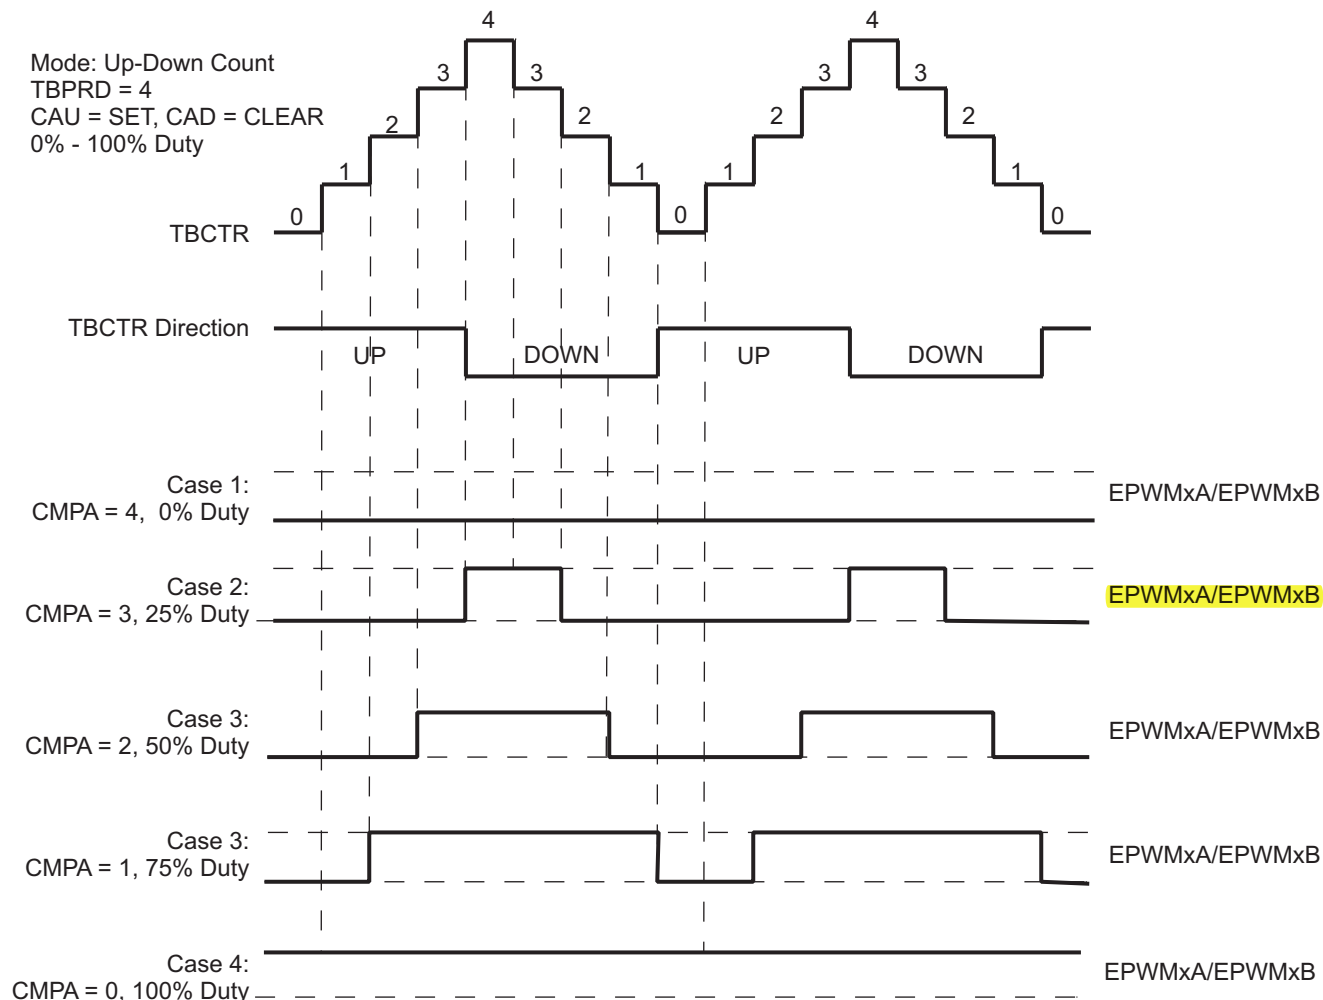 4
4
Mode: Up-Down Count
TBPRD = 4
CAU = SET, CAD = CLEAR
0% - 100% Duty
3
3
3
3
2
2
2
2
1
1
1
1
0
0
0
TBCTR
TBCTR Direction
UP
DOWN
UP
DOWN
Case 1:
CMPA = 4, 0% Duty
EPWMxA/EPWMxB
Case 2:
CMPA = 3, 25% Duty
EPWMxA/EPWMxB
Case 3:
CMPA = 2, 50% Duty
EPWMxA/EPWMxB
Case 3:
CMPA = 1, 75% Duty
EPWMxA/EPWMxB
Case 4:
CMPA = 0, 100% Duty
EPWMxA/EPWMxB